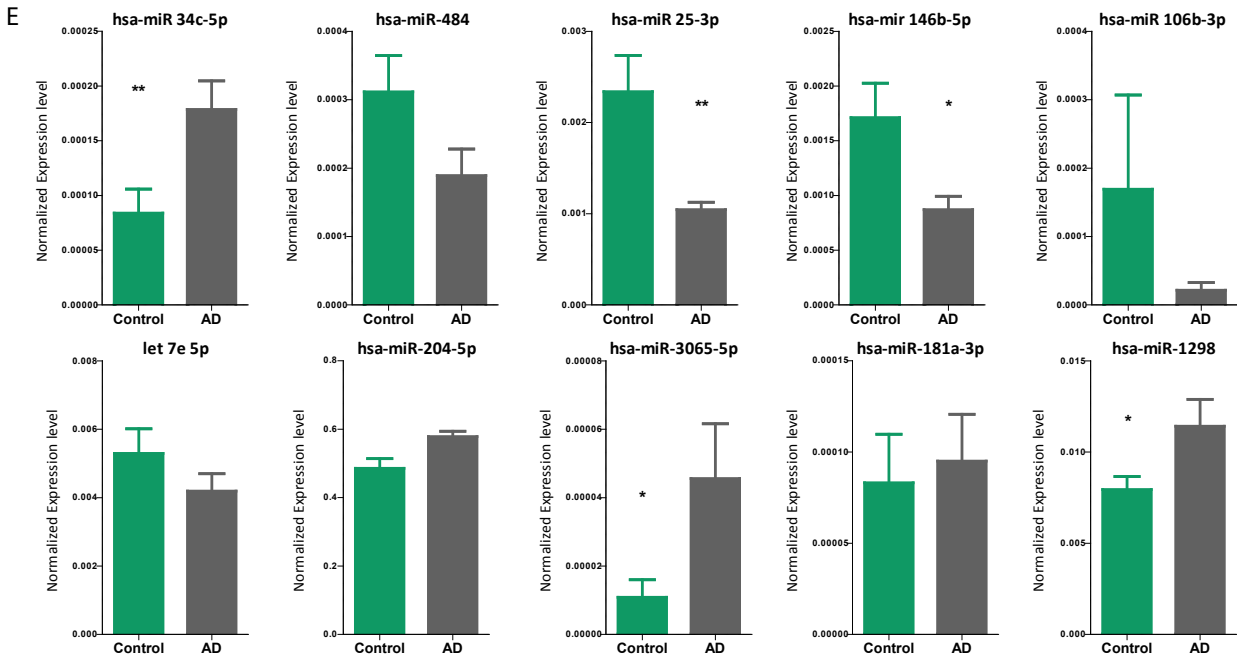 E
hsa-miR 34c-5p
Normalized Expression level
0.00025
0.00020
0.00015
0.00010
0.00005
0.00000
**
Control AD
hsa-miR-484
Normalized Expression level
0.0004
0.0003
0.0002
0.0001
0.0000
Control AD
hsa-miR 25-3p
Normalized Expression level
0.003
0.002
0.001
0.000
**
Control AD
hsa-mir 146b-5p
Normalized Expression level
0.0025
0.0020
0.0015
0.0010
0.0005
0.0000
*
Control AD
hsa-miR 106b-3p
Normalized Expression level
0.0004
0.0003
0.0002
0.0001
0.0000
Control AD
let 7e 5p
Normalized Expression level
0.008
0.006
0.004
0.002
0.000
Control AD
hsa-miR-204-5p
Normalized Expression level
0.8
0.6
0.4
0.2
0.0
Control AD
hsa-miR-3065-5p
Normalized Expression level
0.00008
0.00006
0.00004
0.00002
0.00000
*
Control AD
hsa-miR-181a-3p
Normalized Expression level
0.00015
0.00010
0.00005
0.00000
Control AD
hsa-miR-1298
Normalized Expression level
0.015
0.010
0.005
0.000
*
Control AD